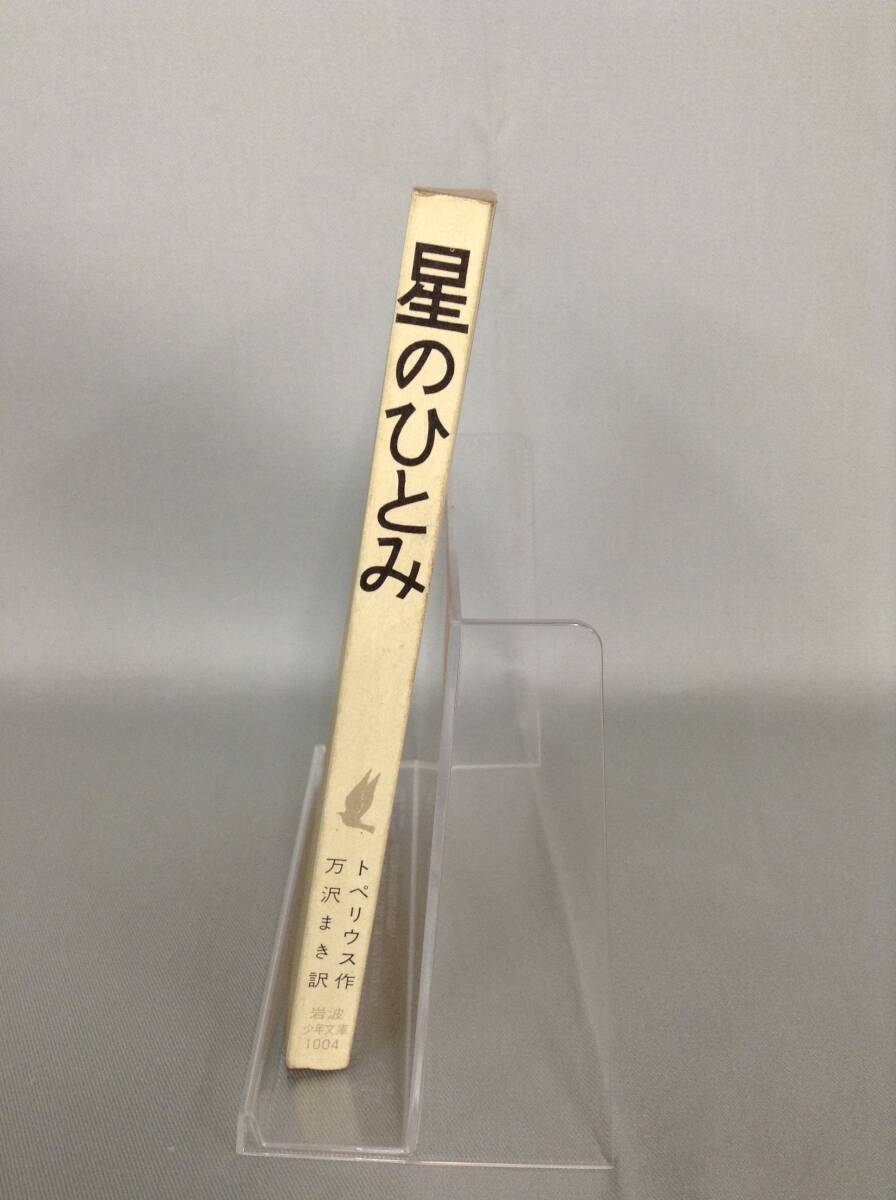 星のひとみ
トペリウス作
万沢まき訳
岩波
少年文庫
1004